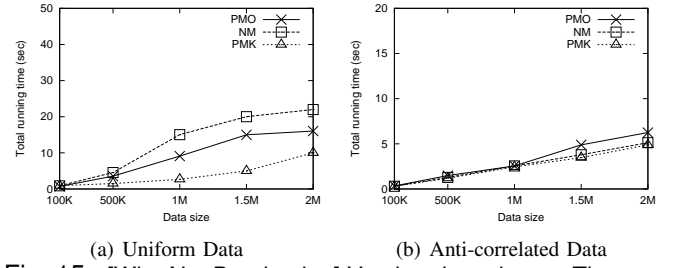 50
40
30
20
10
0
Total running time (sec)
100K 500K 1M 1.5M 2M
Data size
PMO
NM
PMK
(a) Uniform Data
20
15
10
5
0
Total running time (sec)
100K 500K 1M 1.5M 2M
Data size
PMO
NM
PMK
(b) Anti-correlated Data